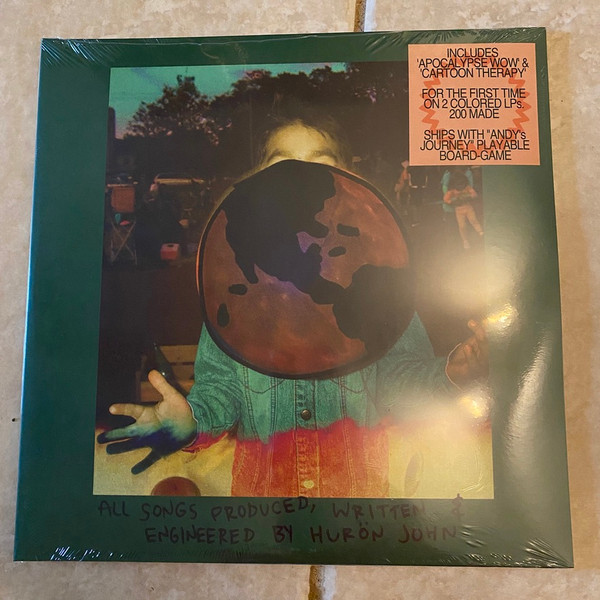 INCLUDES
'APOCALYPSE WOW' &
'CARTOON THERAPY'
FOR THE FIRST TIME
ON 2 COLORED LPs.
200 MADE
SHIPS WITH "ANDY's
JOURNEY" PLAYABLE
BOARD-GAME
ALL SONGS PRODUCED, WRITTEN &
ENGINEERED BY HURÖN JOHN